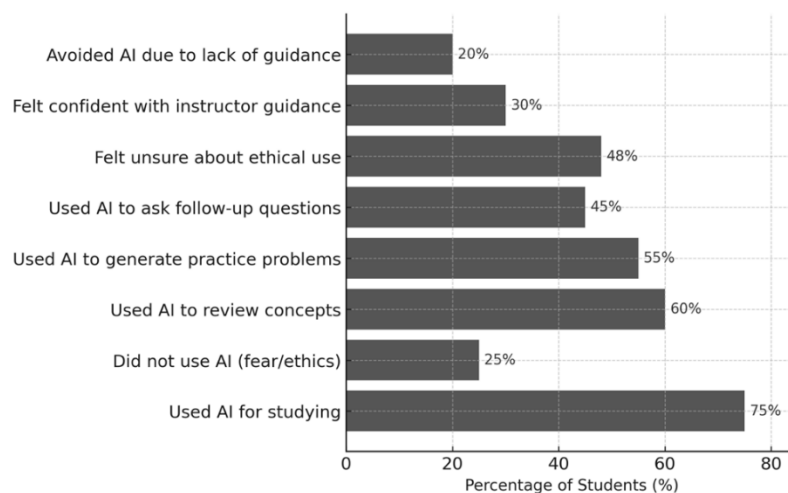 Avoided AI due to lack of guidance 20%
Felt confident with instructor guidance 30%
Felt unsure about ethical use 48%
Used AI to ask follow-up questions 45%
Used AI to generate practice problems 55%
Used AI to review concepts 60%
Did not use AI (fear/ethics) 25%
Used AI for studying 75%
0 20 40 60 80
Percentage of Students (%)